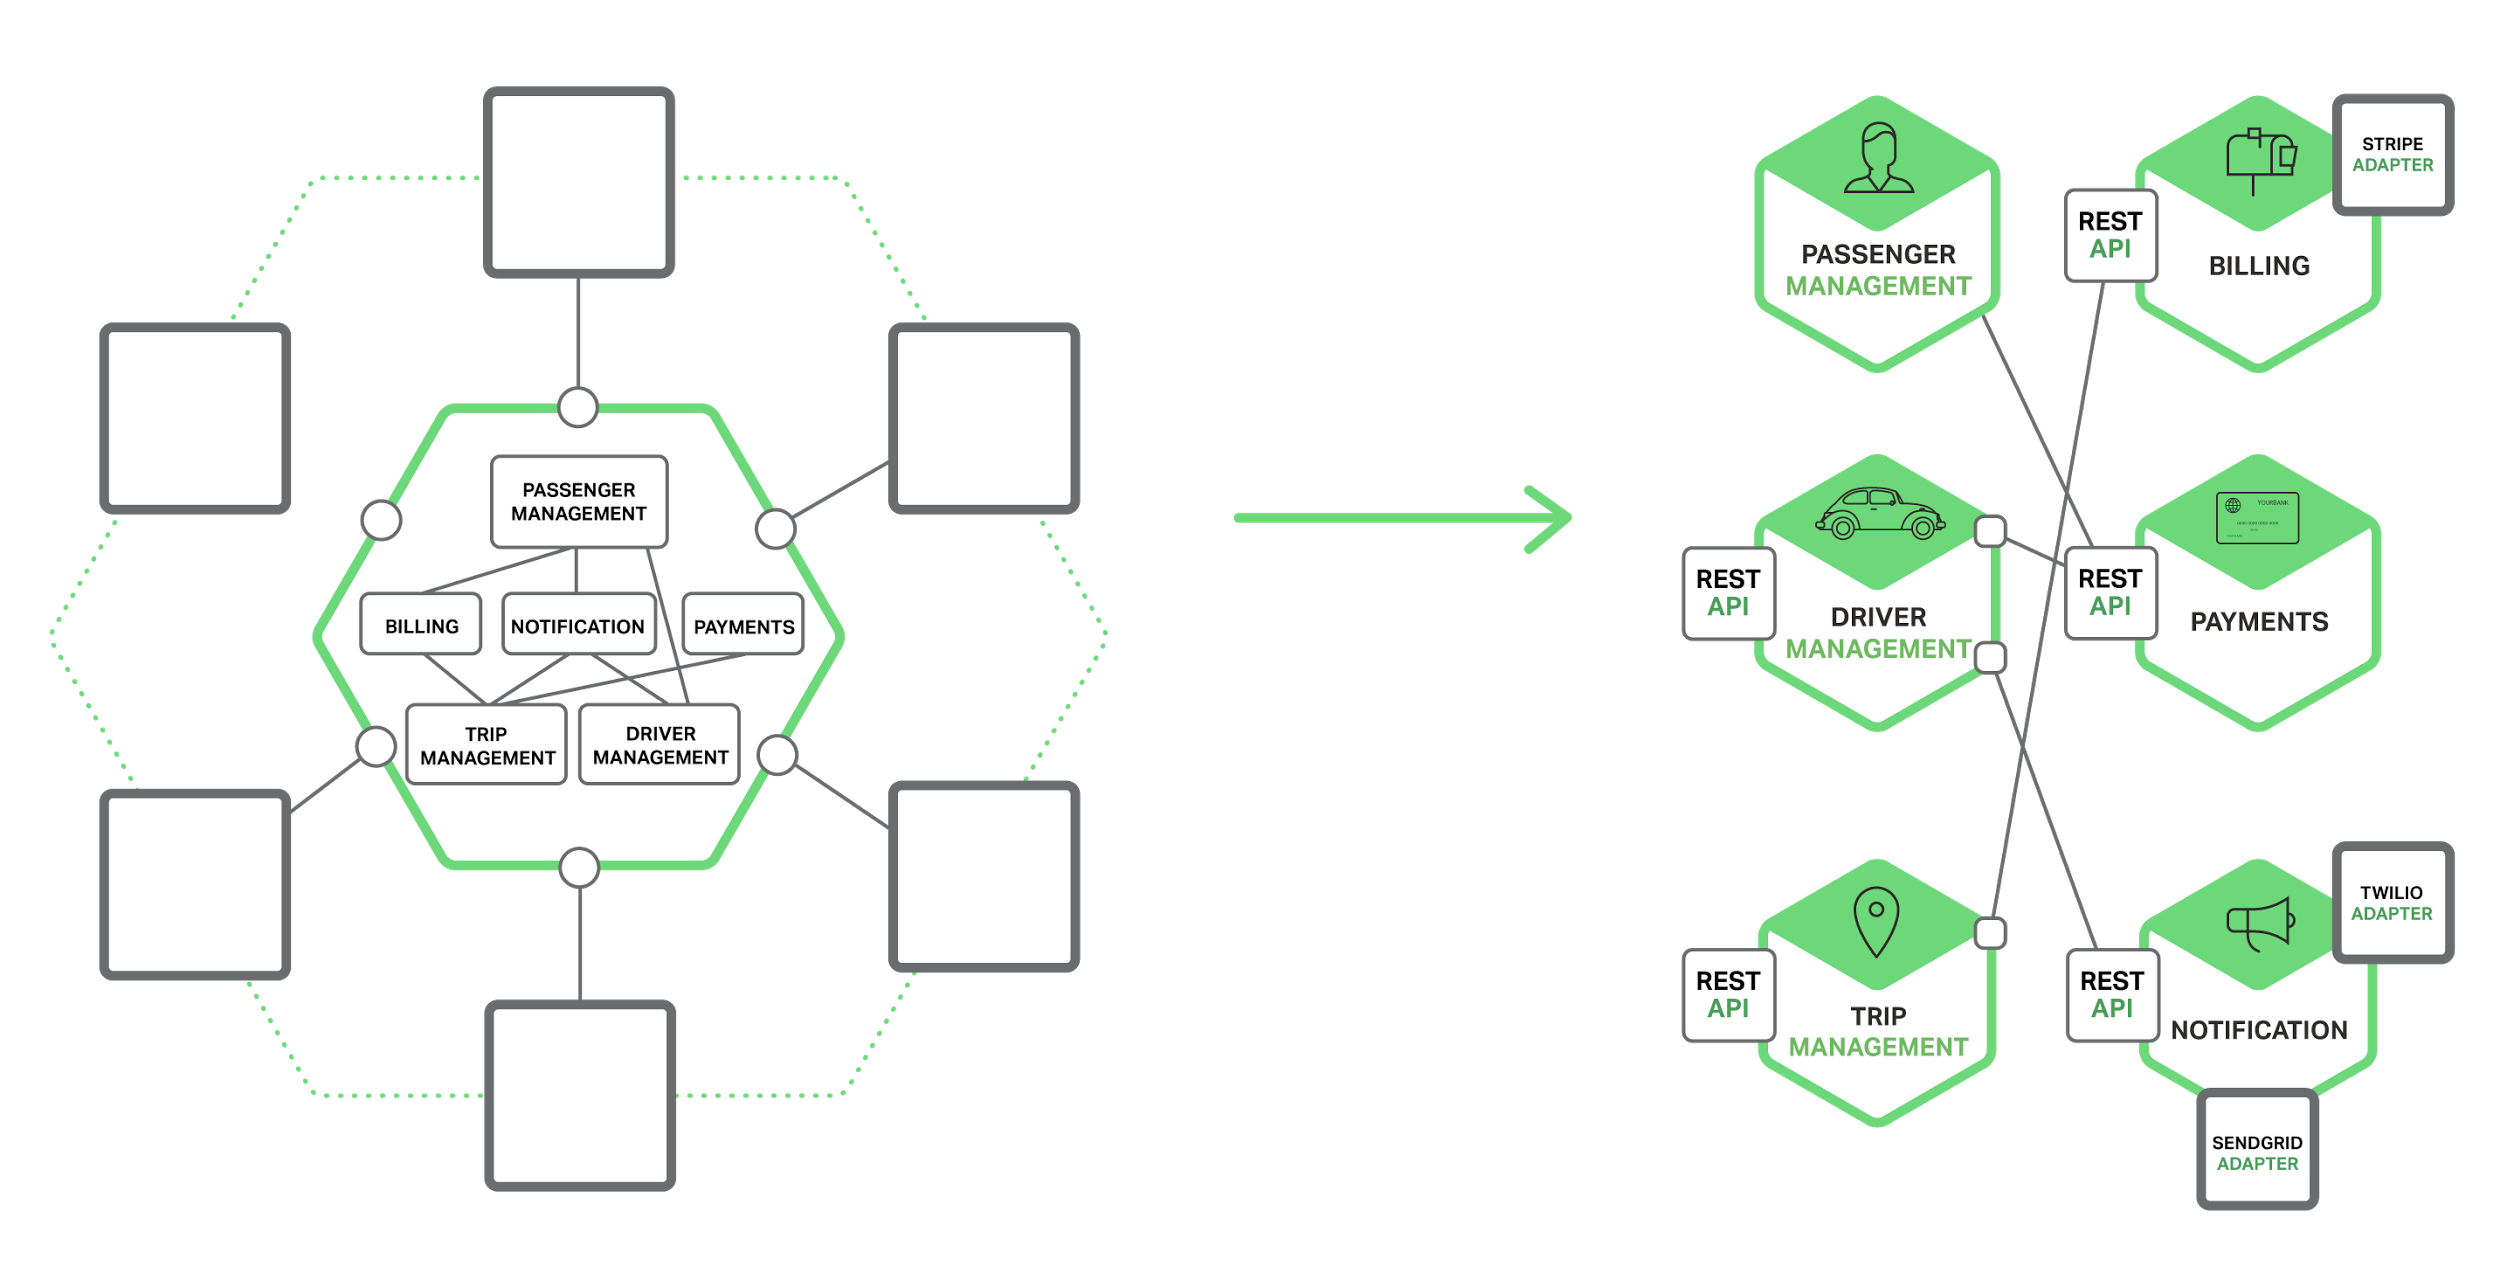 PASSENGER
MANAGEMENT
BILLING
NOTIFICATION
PAYMENTS
TRIP
MANAGEMENT
DRIVER
MANAGEMENT
PASSENGER
MANAGEMENT
STRIPE
ADAPTER
REST
API
BILLING
REST
API
DRIVER
MANAGEMENT
YOURBANK
REST
API
PAYMENTS
REST
API
TRIP
MANAGEMENT
TWILIO
ADAPTER
REST
API
NOTIFICATION
SENDGRID
ADAPTER